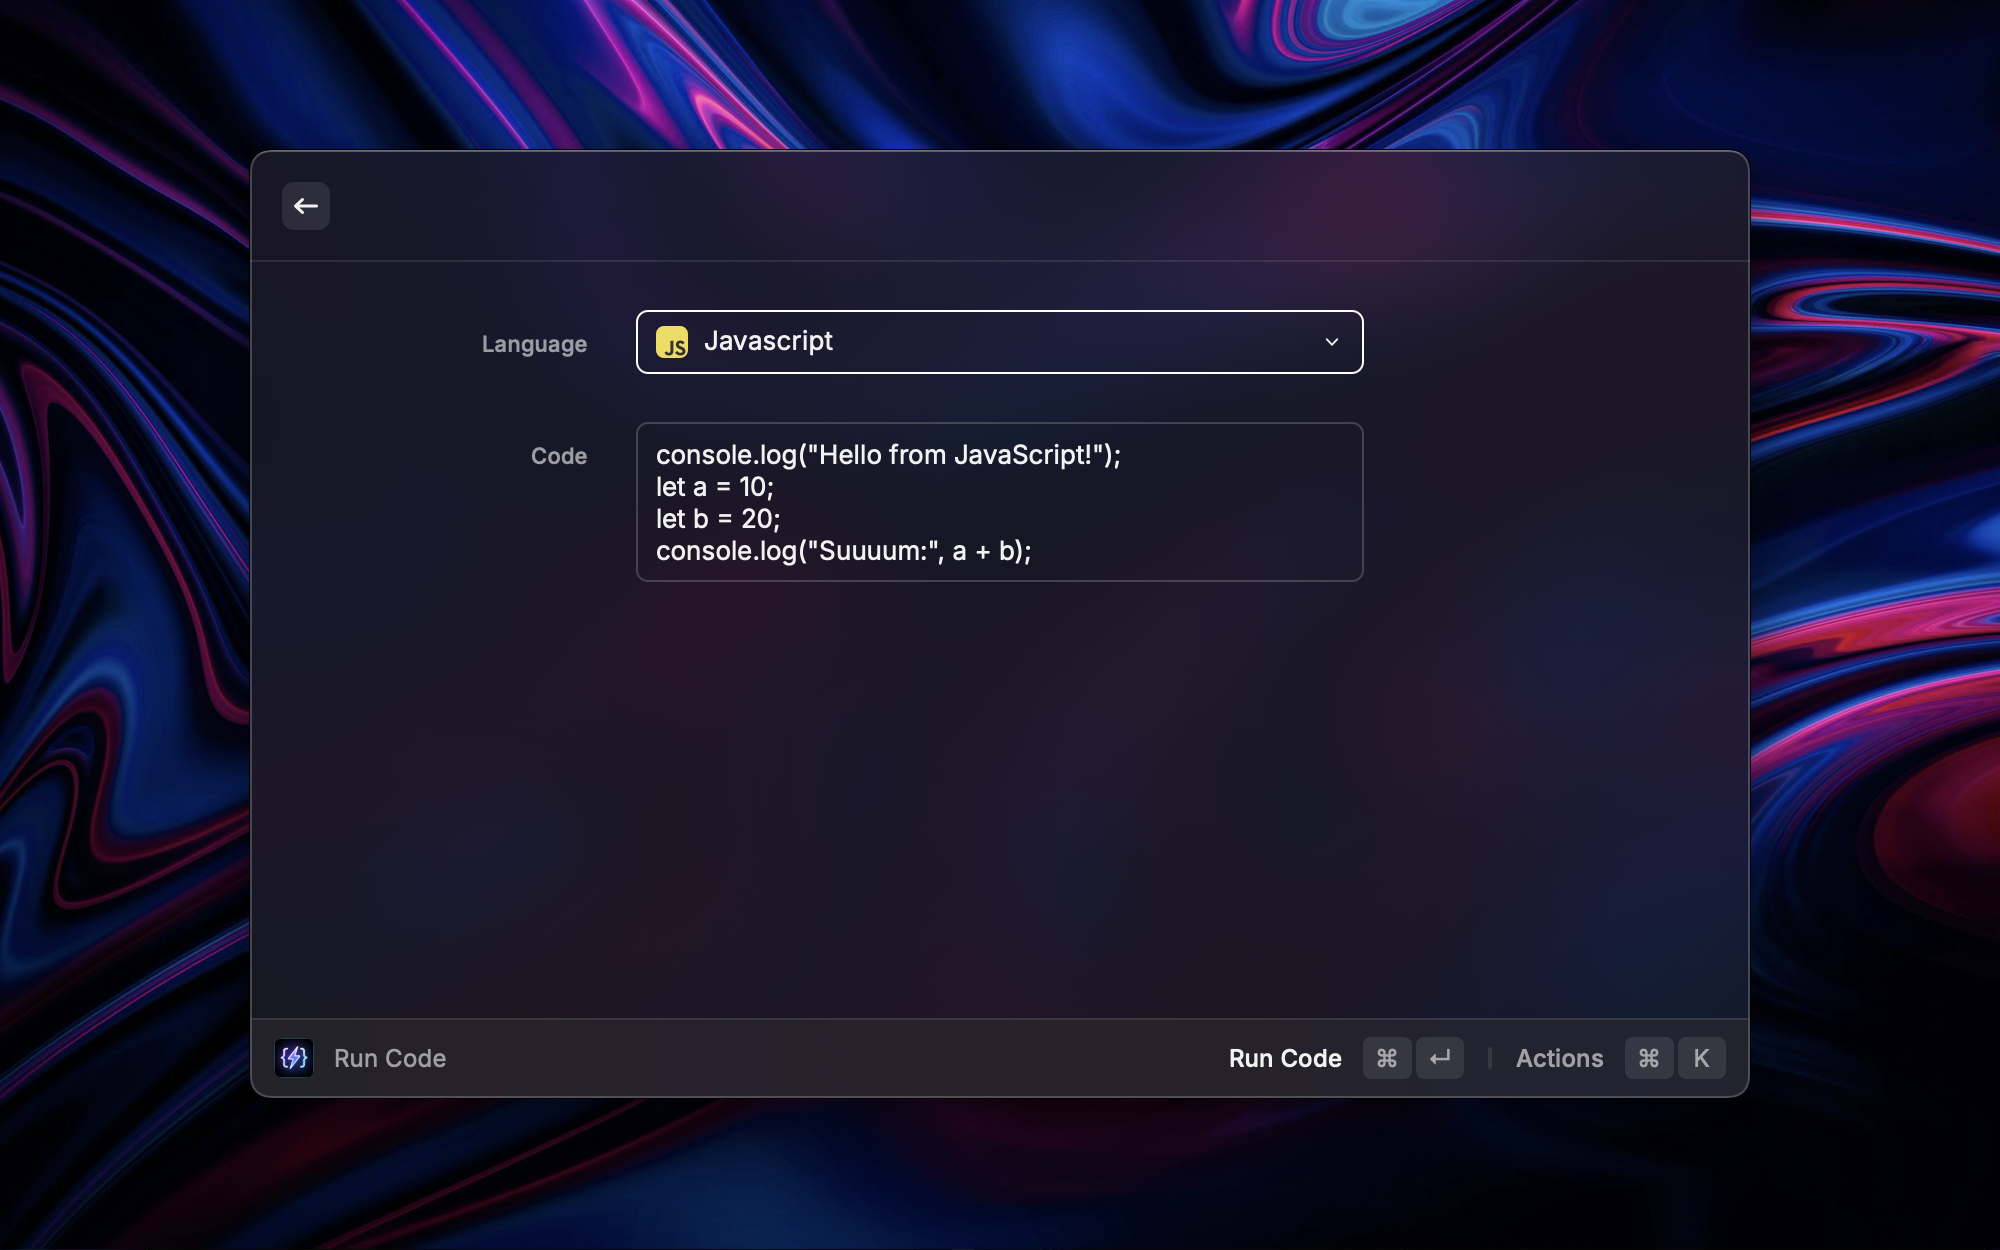 Language
JS Javascript
Code
console.log("Hello from JavaScript!");
let a = 10;
let b = 20;
console.log("Suuuum:", a + b);
Run Code
Run Code ⌘ ↵ Actions ⌘ K